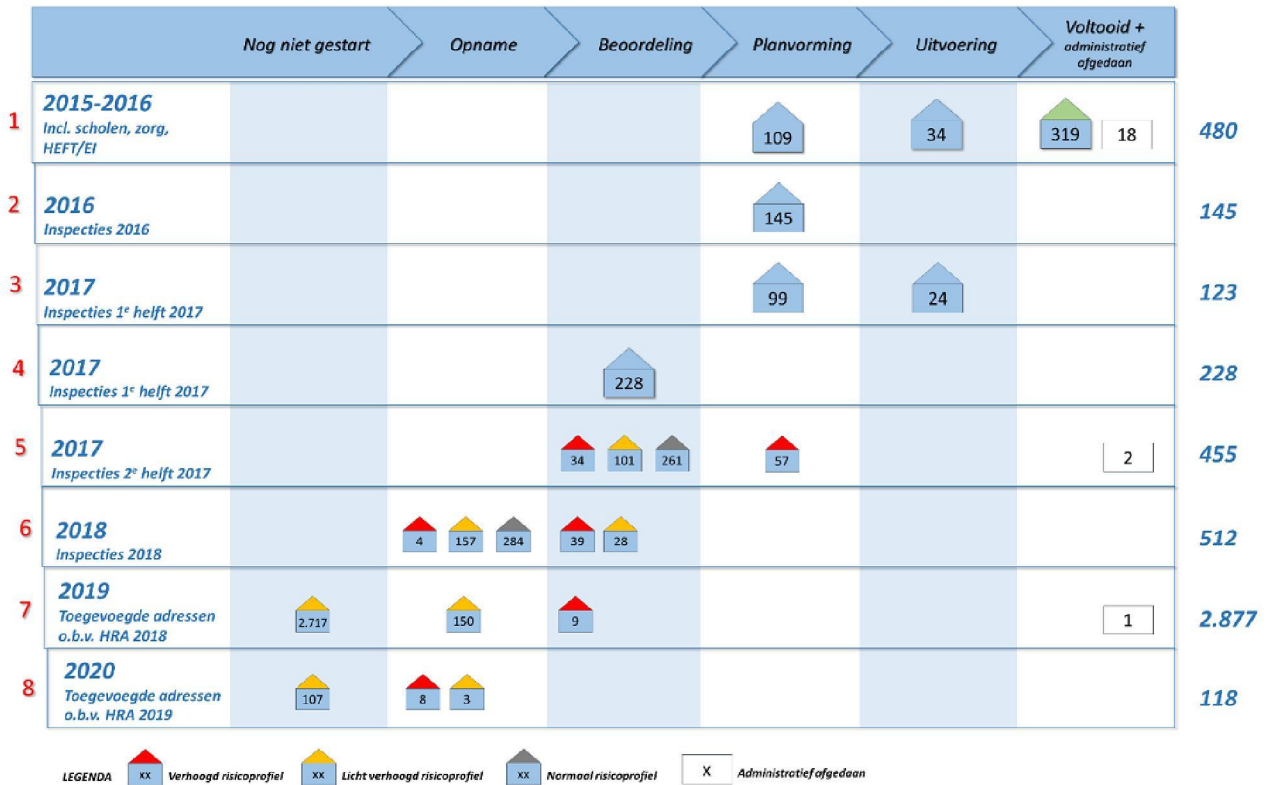 Nog niet gestart
Opname
Beoordeling
Planvorming
Uitvoering
Voltooid +
administratief
afgedaan
1
2015-2016
Incl. scholen, zorg,
HEFT/EI
109
34
319
18
480
2
2016
Inspecties 2016
145
145
3
2017
Inspecties 1e helft 2017
99
24
123
4
2017
Inspecties 1e helft 2017
228
228
5
2017
Inspecties 2e helft 2017
34
101
261
57
2
455
6
2018
Inspecties 2018
4
157
284
39
28
512
7
2019
Toegevoegde adressen
o.b.v. HRA 2018
2.717
150
9
1
2.877
8
2020
Toegevoegde adressen
o.b.v. HRA 2019
107
8
3
118
LEGENDA
xx
Verhoogd risicoprofiel
xx
Licht verhoogd risicoprofiel
xx
Normaal risicoprofiel
X
Administratief afgedaan